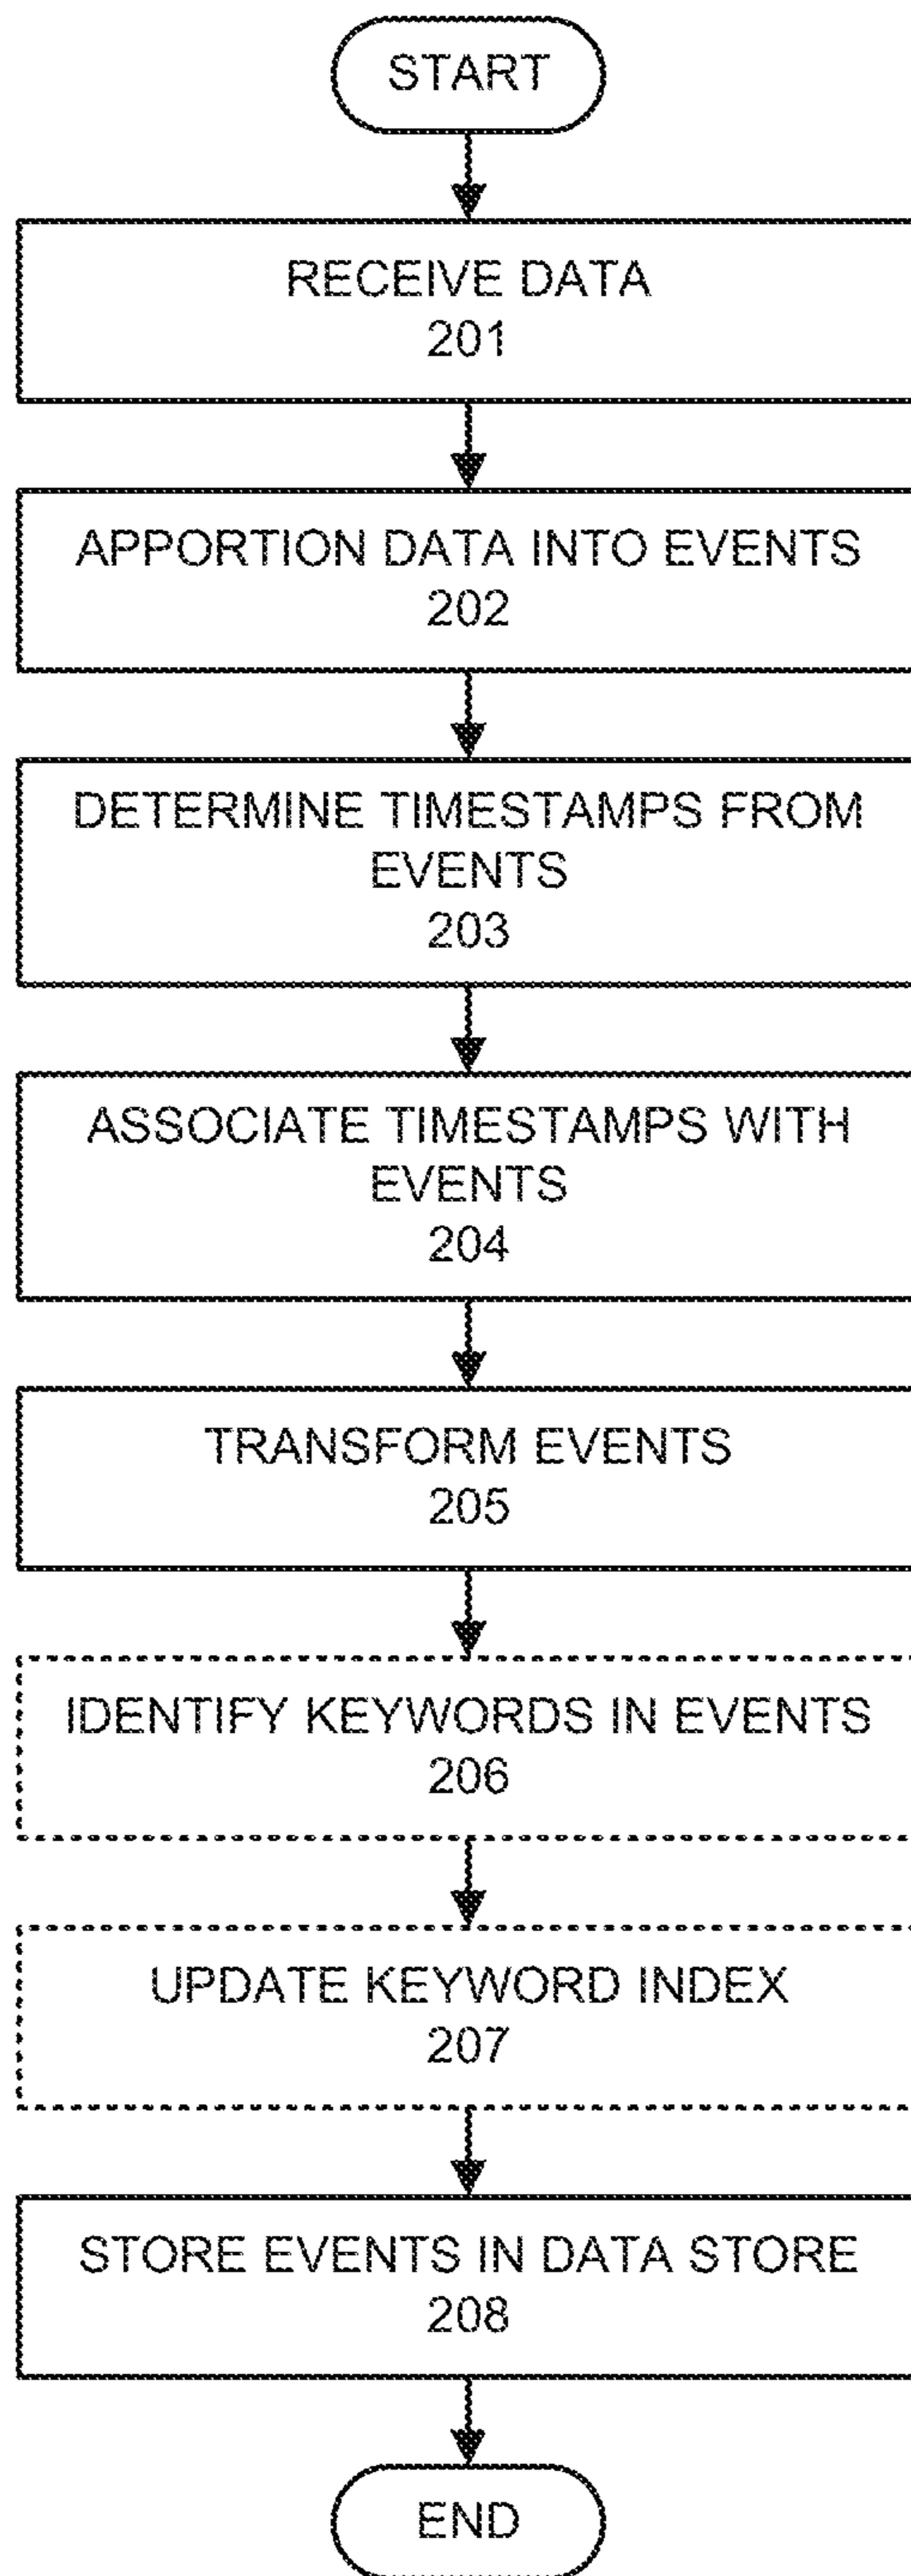 START
RECEIVE DATA
201
APPORTION DATA INTO EVENTS
202
DETERMINE TIMESTAMPS FROM
EVENTS
203
ASSOCIATE TIMESTAMPS WITH
EVENTS
204
TRANSFORM EVENTS
205
IDENTIFY KEYWORDS IN EVENTS
206
UPDATE KEYWORD INDEX
207
STORE EVENTS IN DATA STORE
208
END